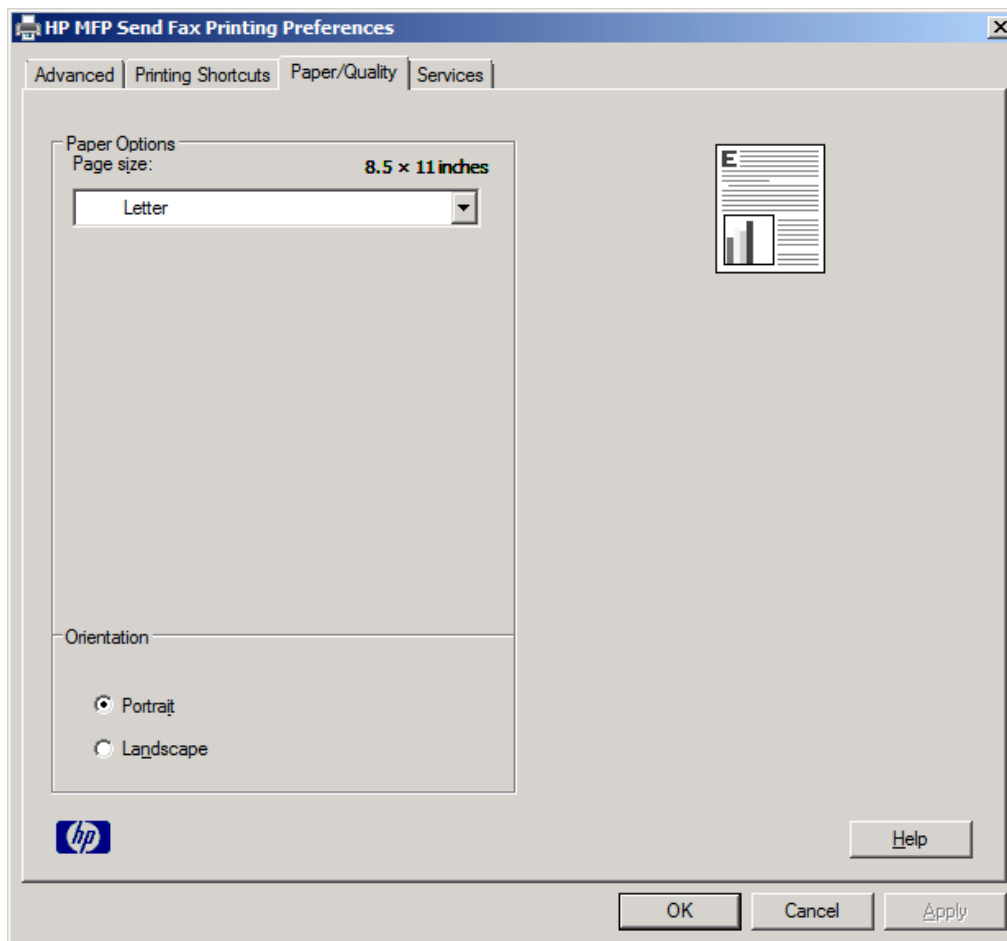 HP MFP Send Fax Printing Preferences
Advanced Printing Shortcuts Paper/Quality Services
Paper Options
Page size: 8.5 × 11 inches
Letter
E
Orientation
Portrait
Landscape
hp
Help
OK Cancel Apply